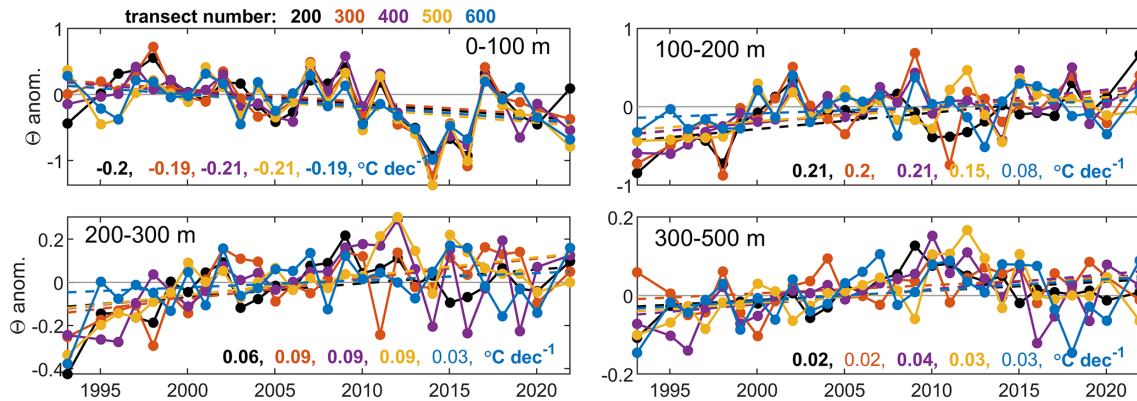 transect number: 200 300 400 500 600
1
0
-1
Θ anom.
0-100 m
-0.2, -0.19, -0.21, -0.21, -0.19, °C dec-1
1
0
-1
100-200 m
0.21, 0.2, 0.21, 0.15, 0.08, °C dec-1
0.2
0
-0.2
-0.4
Θ anom.
200-300 m
0.06, 0.09, 0.09, 0.09, 0.03, °C dec-1
1995 2000 2005 2010 2015 2020
0.2
0
-0.2
300-500 m
0.02, 0.02, 0.04, 0.03, 0.03, °C dec-1
1995 2000 2005 2010 2015 2020